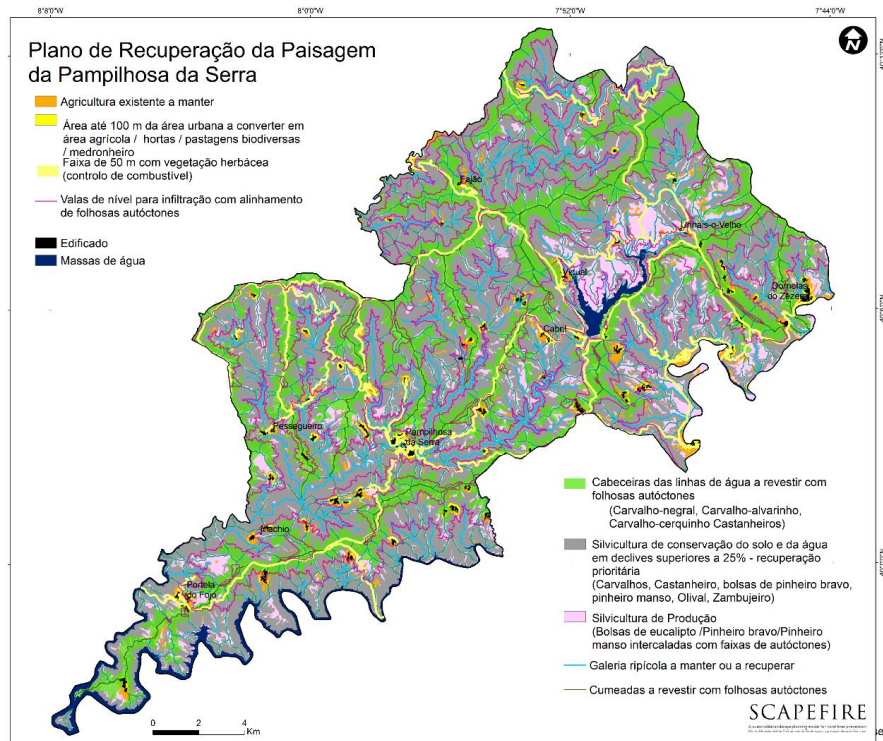 8°8'0"W
8°0'0"W
7°52'0"W
7°44'0"W
Plano de Recuperação da Paisagem
da Pampilhosa da Serra
Agricultura existente a manter
Área até 100 m da área urbana a converter em
área agrícola / hortas / pastagens biodiversas
/ medronheiro
Faixa de 50 m com vegetação herbácea
(controlo de combustível)
Valas de nível para infiltração com alinhamento
de folhosas autóctones
Edificado
Massas de água
N
Fajão
Unhais-o-Velho
Vidual
Dornelas
do Zêzere
Cabril
Pessegueiro
Pampilhosa
da Serra
Machio
Portela
do Fojo
Cabeceiras das linhas de água a revestir com
folhosas autóctones
(Carvalho-negral, Carvalho-alvarinho,
Carvalho-cerquinho Castanheiros)
Silvicultura de conservação do solo e da água
em declives superiores a 25% - recuperação
prioritária
(Carvalhos, Castanheiro, bolsas de pinheiro bravo,
pinheiro manso, Olival, Zambujeiro)
Silvicultura de Produção
(Bolsas de eucalipto /Pinheiro bravo/Pinheiro
manso intercaladas com faixas de autóctones)
Galeria ripícola a manter ou a recuperar
Cumeadas a revestir com folhosas autóctones
0 2 4
Km
SCAPEFIRE
se